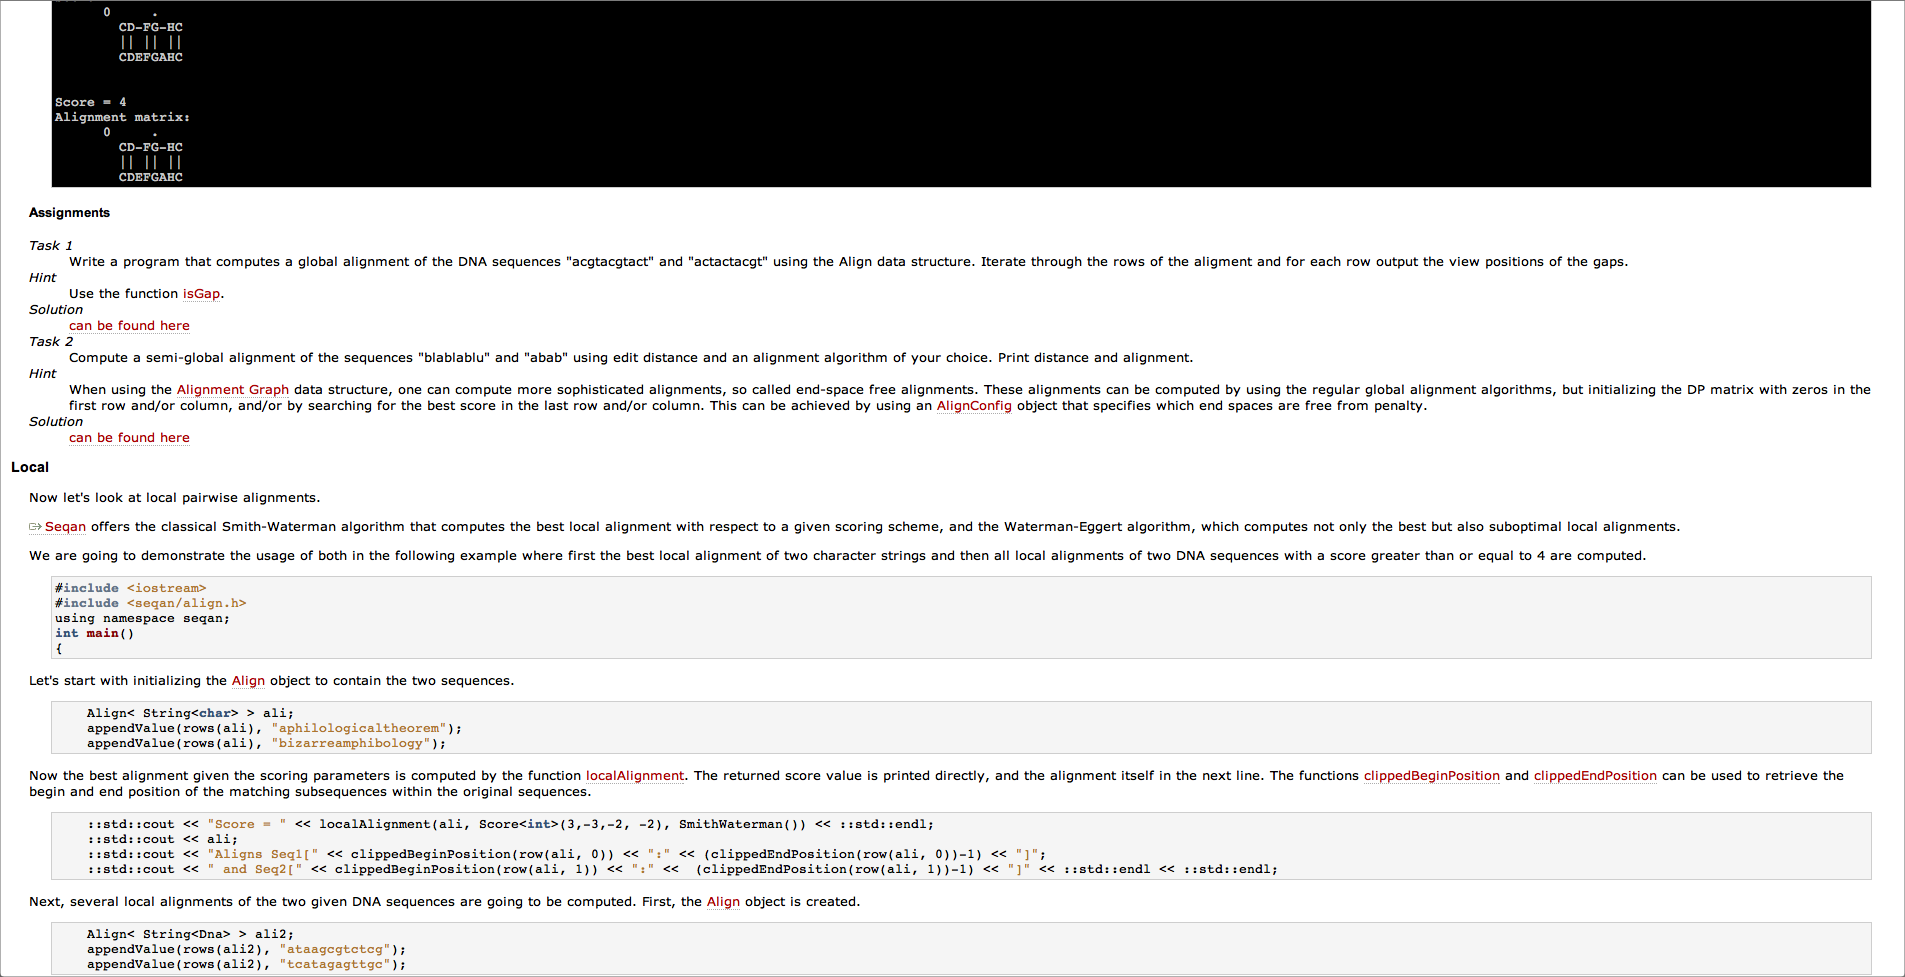 0      .
CD-FG-HC
|| || ||
CDEFGAHC
Score = 4
Alignment matrix:
0      .
CD-FG-HC
|| || ||
CDEFGAHC
Assignments
Task 1
Write a program that computes a global alignment of the DNA sequences "acgtacgtact" and "actactacgt" using the Align data structure. Iterate through the rows of the aligment and for each row output the view positions of the gaps.
Hint
Use the function isGap.
Solution
can be found here
Task 2
Compute a semi-global alignment of the sequences "blablablu" and "abab" using edit distance and an alignment algorithm of your choice. Print distance and alignment.
Hint
When using the Alignment Graph data structure, one can compute more sophisticated alignments, so called end-space free alignments. These alignments can be computed by using the regular global alignment algorithms, but initializing the DP matrix with zeros in the
first row and/or column, and/or by searching for the best score in the last row and/or column. This can be achieved by using an AlignConfig object that specifies which end spaces are free from penalty.
Solution
can be found here
Local
Now let's look at local pairwise alignments.
Seqan offers the classical Smith-Waterman algorithm that computes the best local alignment with respect to a given scoring scheme, and the Waterman-Eggert algorithm, which computes not only the best but also suboptimal local alignments.
We are going to demonstrate the usage of both in the following example where first the best local alignment of two character strings and then all local alignments of two DNA sequences with a score greater than or equal to 4 are computed.
#include <iostream>
#include <seqan/align.h>
using namespace seqan;
int main()
{
Let's start with initializing the Align object to contain the two sequences.
Align< String<char> > ali;
appendValue(rows(ali), "aphilologicaltheorem");
appendValue(rows(ali), "bizarreamphibology");
Now the best alignment given the scoring parameters is computed by the function localAlignment. The returned score value is printed directly, and the alignment itself in the next line. The functions clippedBeginPosition and clippedEndPosition can be used to retrieve the
begin and end position of the matching subsequences within the original sequences.
::std::cout << "Score = " << localAlignment(ali, Score<int>(3,-3,-2, -2), SmithWaterman()) << ::std::endl;
::std::cout << ali;
::std::cout << "Aligns Seq1[" << clippedBeginPosition(row(ali, 0)) << ":" << (clippedEndPosition(row(ali, 0))-1) << "]";
::std::cout << " and Seq2[" << clippedBeginPosition(row(ali, 1)) << ":" <<  (clippedEndPosition(row(ali, 1))-1) << "]" << ::std::endl << ::std::endl;
Next, several local alignments of the two given DNA sequences are going to be computed. First, the Align object is created.
Align< String<Dna> > ali2;
appendValue(rows(ali2), "ataagcgtctcg");
appendValue(rows(ali2), "tcatagagttgc");